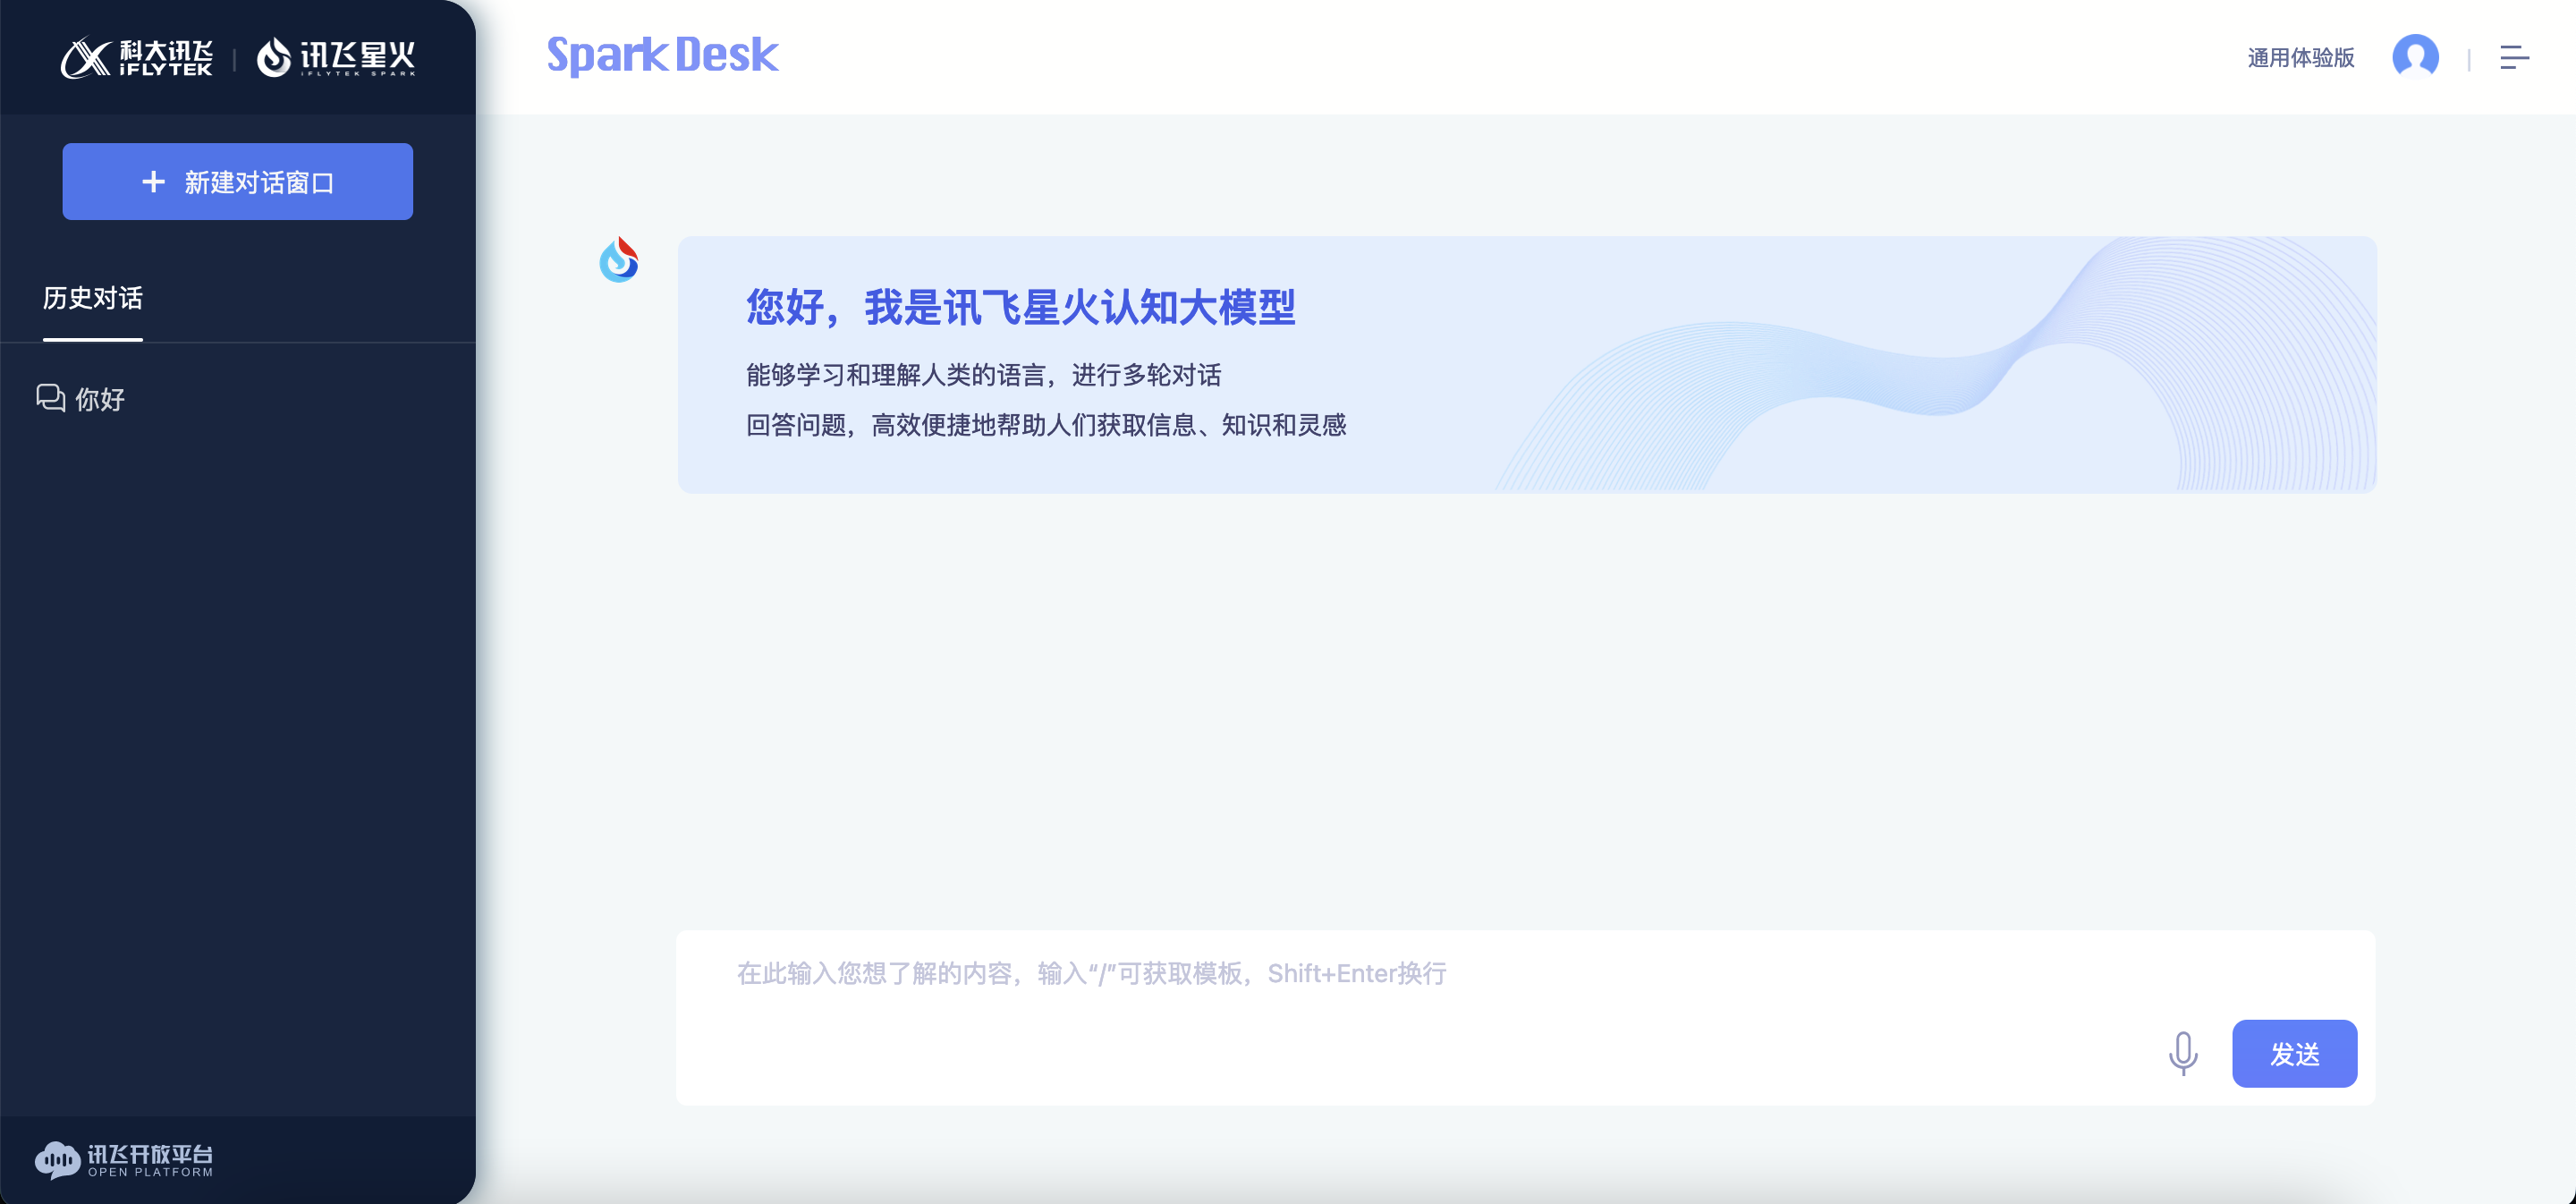 科大讯飞
iFLYTEK
讯飞星火
IFLYTEK SPARK
新建对话窗口
历史对话
你好
讯飞开放平台
OPEN PLATFORM
SparkDesk
通用体验版
您好，我是讯飞星火认知大模型
能够学习和理解人类的语言，进行多轮对话
回答问题，高效便捷地帮助人们获取信息、知识和灵感
在此输入您想了解的内容，输入“/”可获取模板，Shift+Enter换行
发送